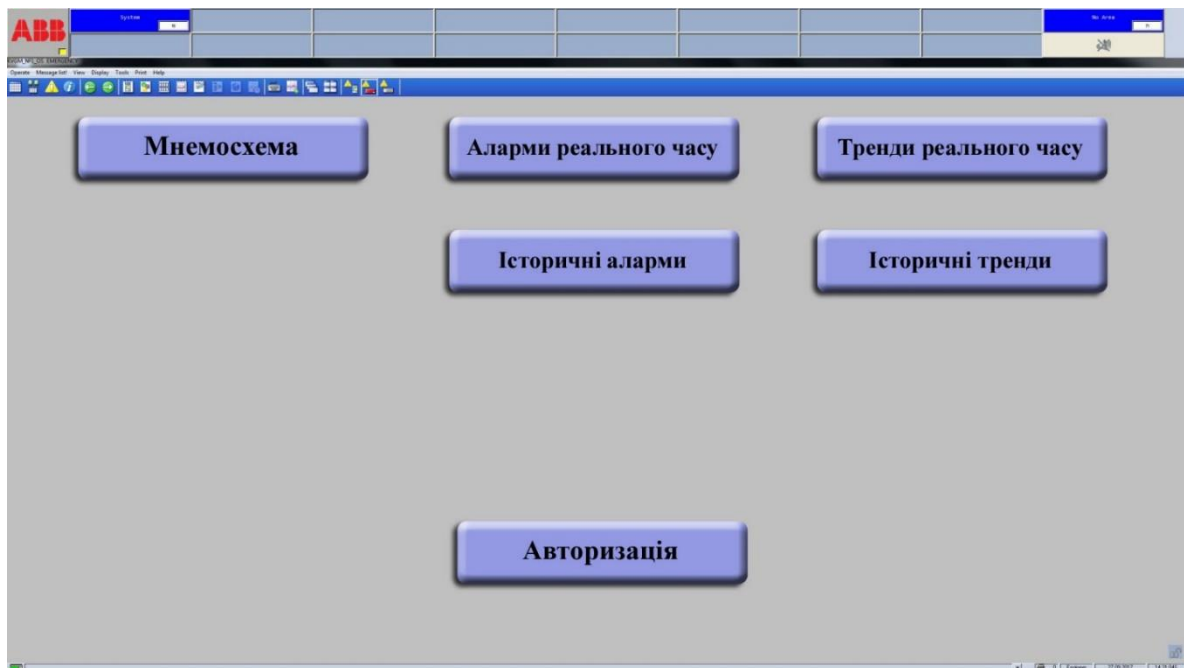 ABB
System
No Area
Operate Message list! View Display Tools Print Help
Мнемосхема
Аларми реального часу
Тренди реального часу
Історичні аларми
Історичні тренди
Авторизація